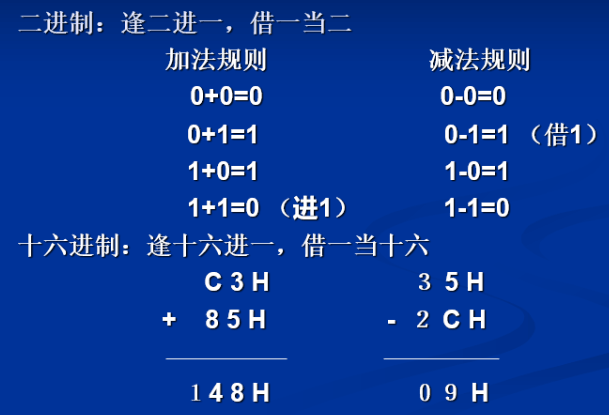 二进制：逢二进一，借一当二
加法规则 减法规则
0+0=0 0-0=0
0+1=1 0-1=1 （借1）
1+0=1 1-0=1
1+1=0 （进1） 1-1=0
十六进制：逢十六进一，借一当十六
C 3 H 3 5 H
+ 8 5 H - 2 C H
1 4 8 H 0 9 H